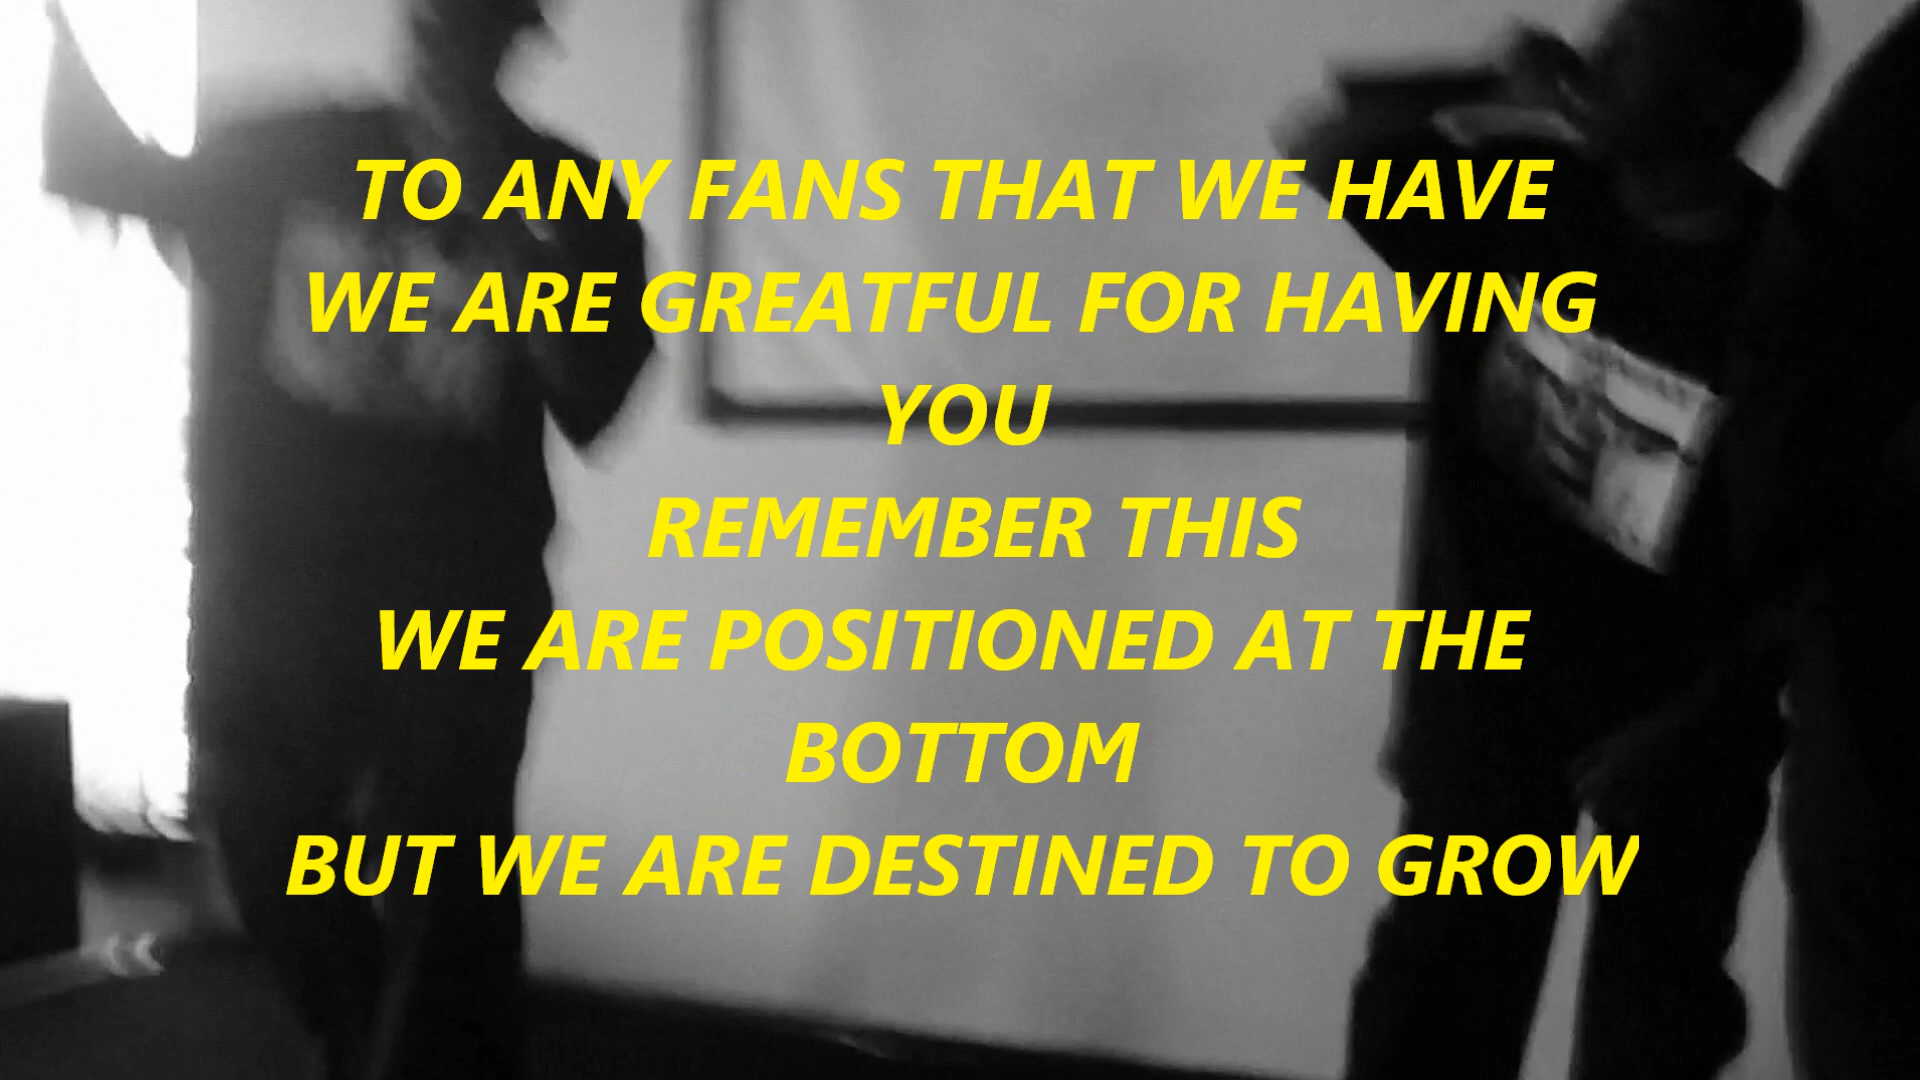 TO ANY FANS THAT WE HAVE
WE ARE GREATFUL FOR HAVING
YOU
REMEMBER THIS
WE ARE POSITIONED AT THE
BOTTOM
BUT WE ARE DESTINED TO GROW